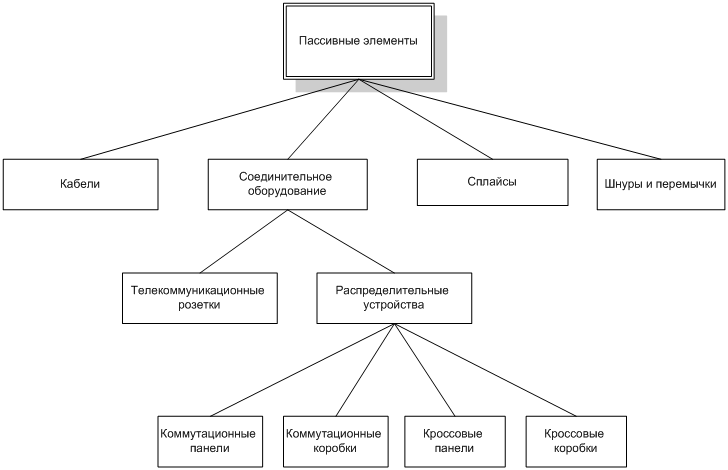 Пассивные элементы
Кабели
Соединительное
оборудование
Сплайсы
Шнуры и перемычки
Телекоммуникационные
розетки
Распределительные
устройства
Коммутационные
панели
Коммутационные
коробки
Кроссовые
панели
Кроссовые
коробки